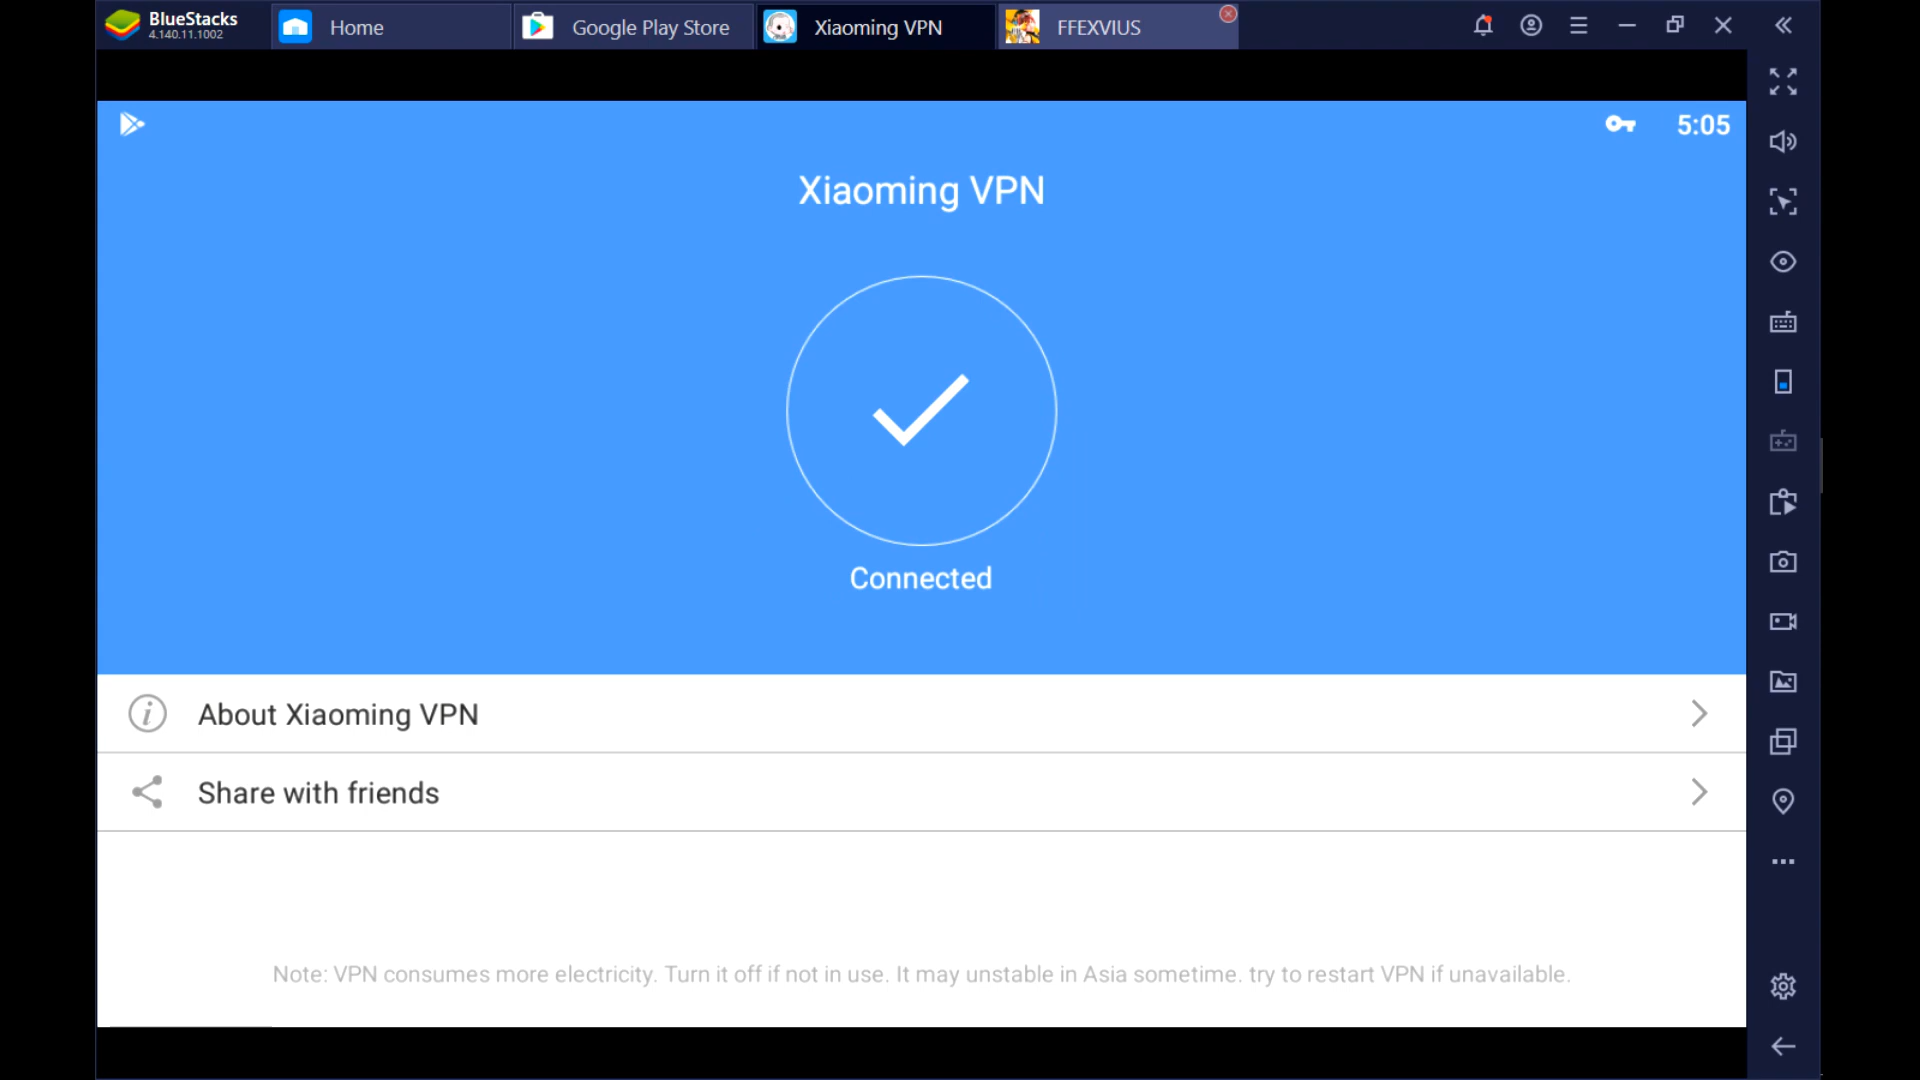 BlueStacks
4.140.11.1002
Home
Google Play Store
Xiaoming VPN
FFEXVIUS
5:05
Xiaoming VPN
Connected
About Xiaoming VPN
Share with friends
Note: VPN consumes more electricity. Turn it off if not in use. It may unstable in Asia sometime. try to restart VPN if unavailable.